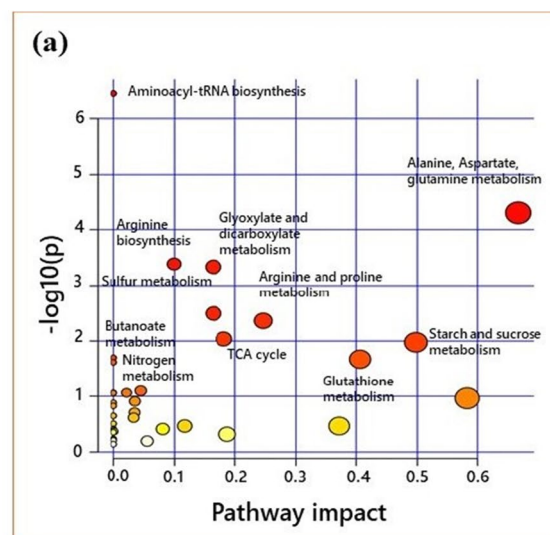 (a)
Aminoacyl-tRNA biosynthesis
6
5
Alanine, Aspartate,
glutamine metabolism
4
Arginine
biosynthesis
Glyoxylate and
dicarboxylate
metabolism
3
Sulfur metabolism
Arginine and proline
metabolism
2
Butanoate
metabolism
TCA cycle
Starch and sucrose
metabolism
Nitrogen
metabolism
Glutathione
metabolism
1
0
-log10(p)
0.0 0.1 0.2 0.3 0.4 0.5 0.6
Pathway impact